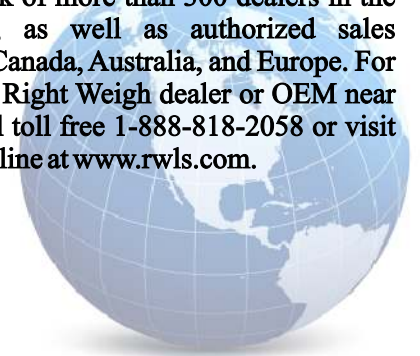 of more than 300 dealers in the
as well as authorized sales
Canada, Australia, and Europe. For
Right Weigh dealer or OEM near
toll free 1-888-818-2058 or visit
line at www.rwls.com.